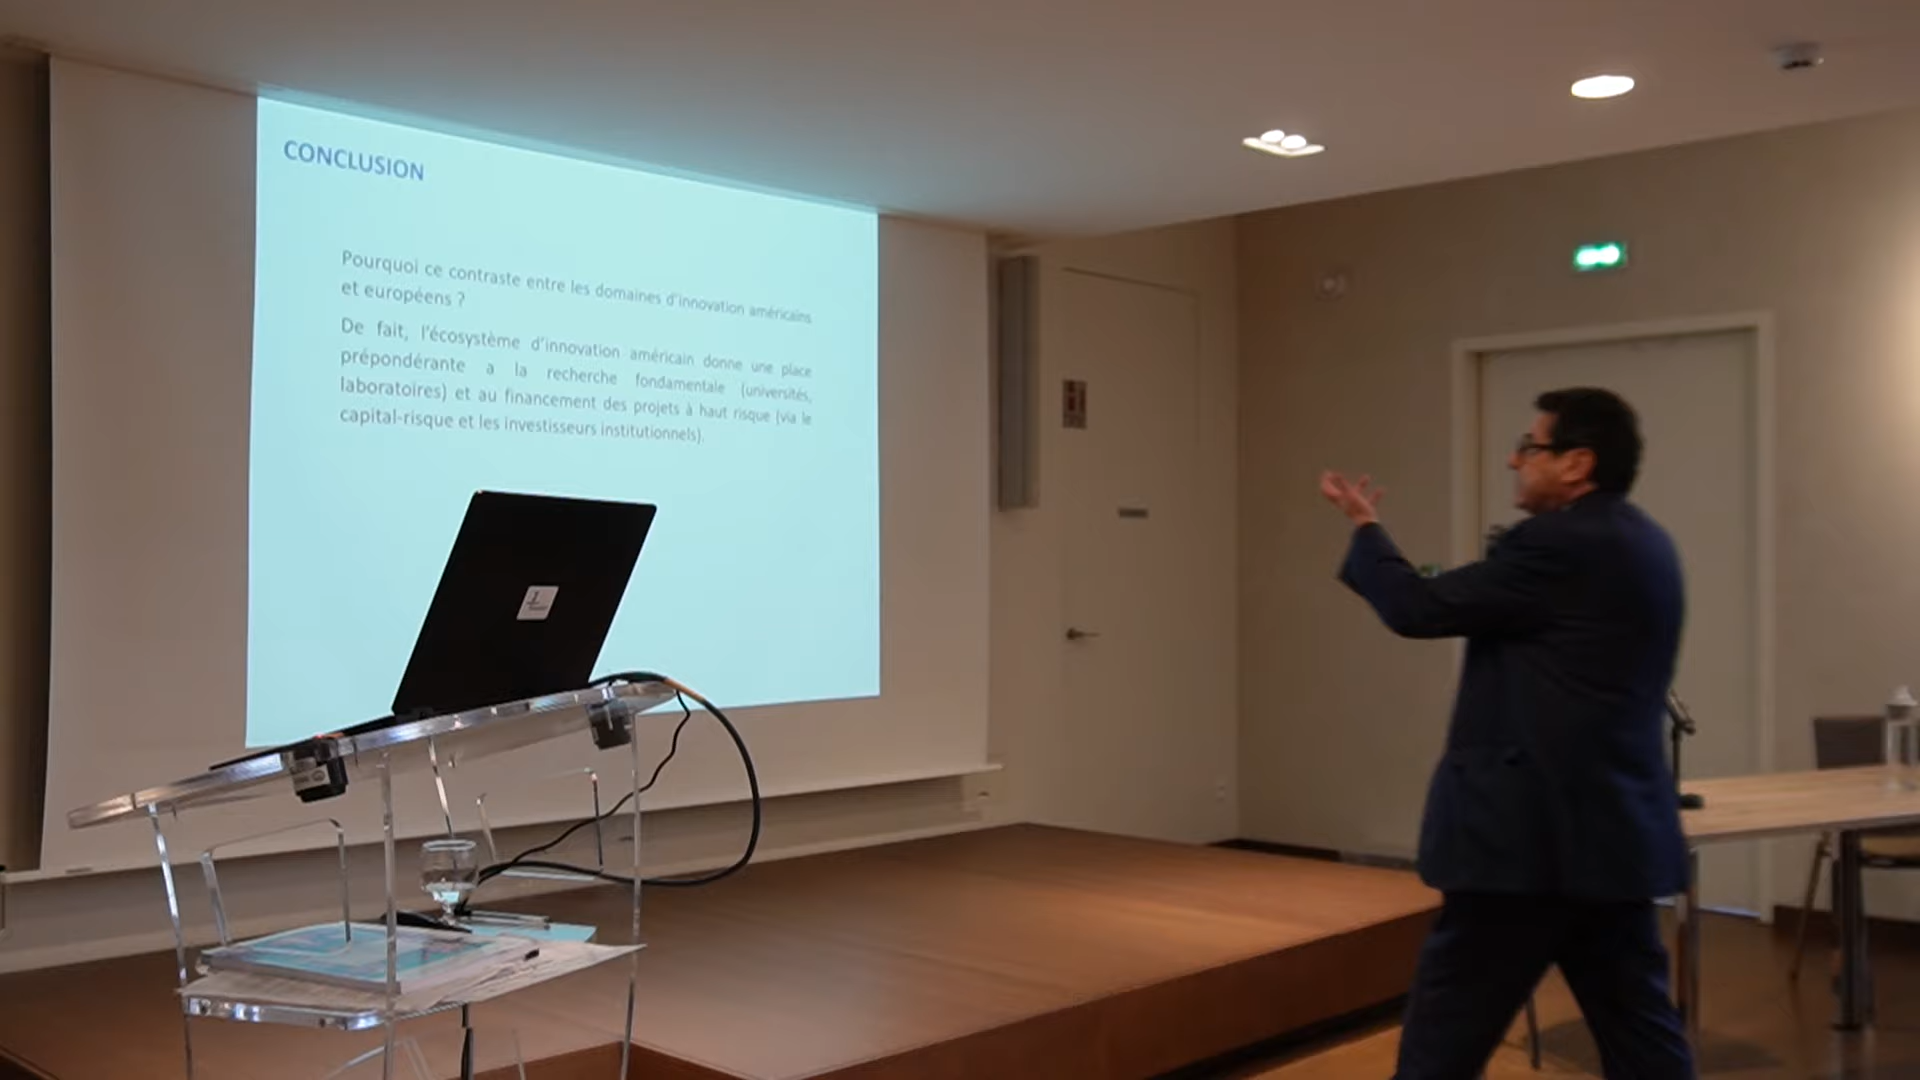 CONCLUSION
Pourquoi ce contraste entre les domaines d'innovation américains
et européens ?
De fait, l'écosystème d'innovation américain donne une place
prépondérante a la recherche fondamentale (universités,
laboratoires) et au financement des projets à haut risque (via le
capital-risque et les investisseurs institutionnels).